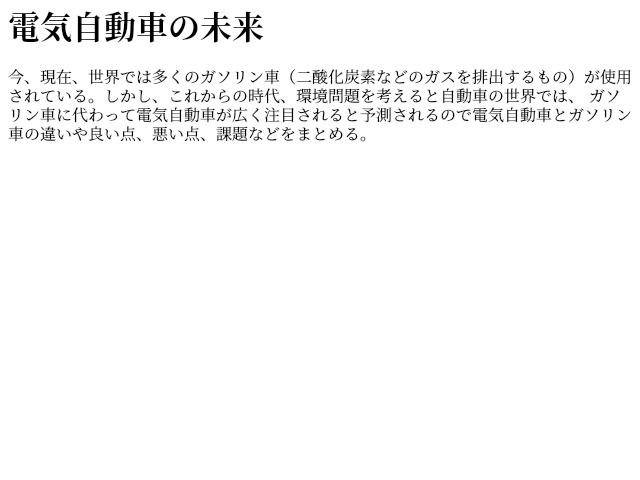 電気自動車の未来
今、現在、世界では多くのガソリン車（二酸化炭素などのガスを排出するもの）が使用
されている。しかし、これからの時代、環境問題を考えると自動車の世界では、 ガソ
リン車に代わって電気自動車が広く注目されると予測されるので電気自動車とガソリン
車の違いや良い点、悪い点、課題などをまとめる。